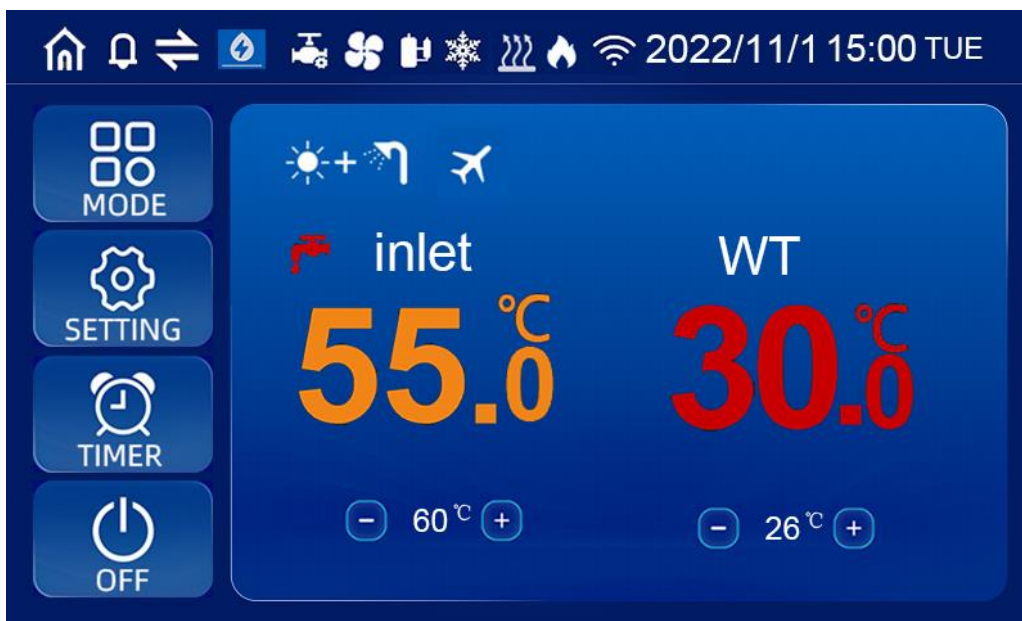 2022/11/1 15:00 TUE
MODE
SETTING
TIMER
OFF
inlet
WT
55.0℃
30.0℃
- 60℃ +
- 26℃ +